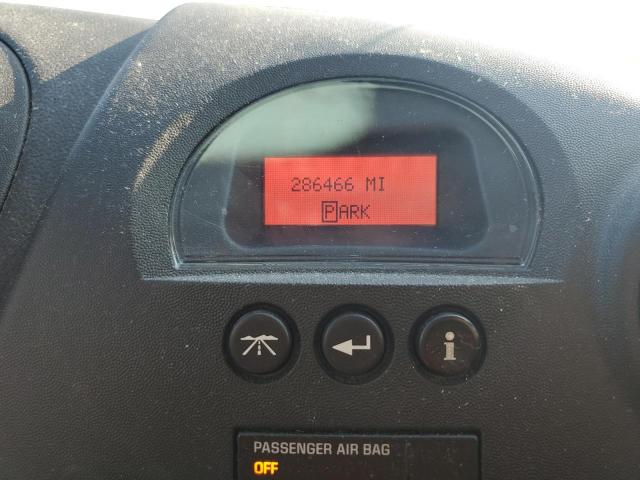 286466 MI
PARK
i
PASSENGER AIR BAG
OFF